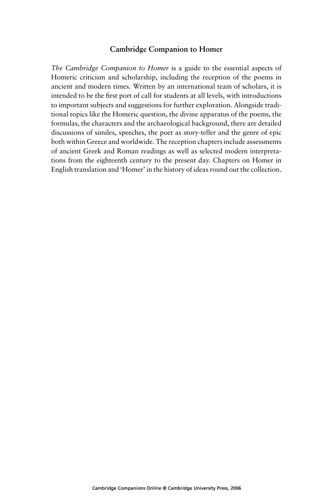 Cambridge Companion to Homer
The Cambridge Companion to Homer is a guide to the essential aspects of
Homeric criticism and scholarship, including the reception of the poems in
ancient and modern times. Written by an international team of scholars, it is
intended to be the first port of call for students at all levels, with introductions
to important subjects and suggestions for further exploration. Alongside tradi-
tional topics like the Homeric question, the divine apparatus of the poems, the
formulas, the characters and the archaeological background, there are detailed
discussions of similes, speeches, the poet as story-teller and the genre of epic
both within Greece and worldwide. The reception chapters include assessments
of ancient Greek and Roman readings as well as selected modern interpreta-
tions from the eighteenth century to the present day. Chapters on Homer in
English translation and ‘Homer’ in the history of ideas round out the collection.
Cambridge Companions Online © Cambridge University Press, 2006